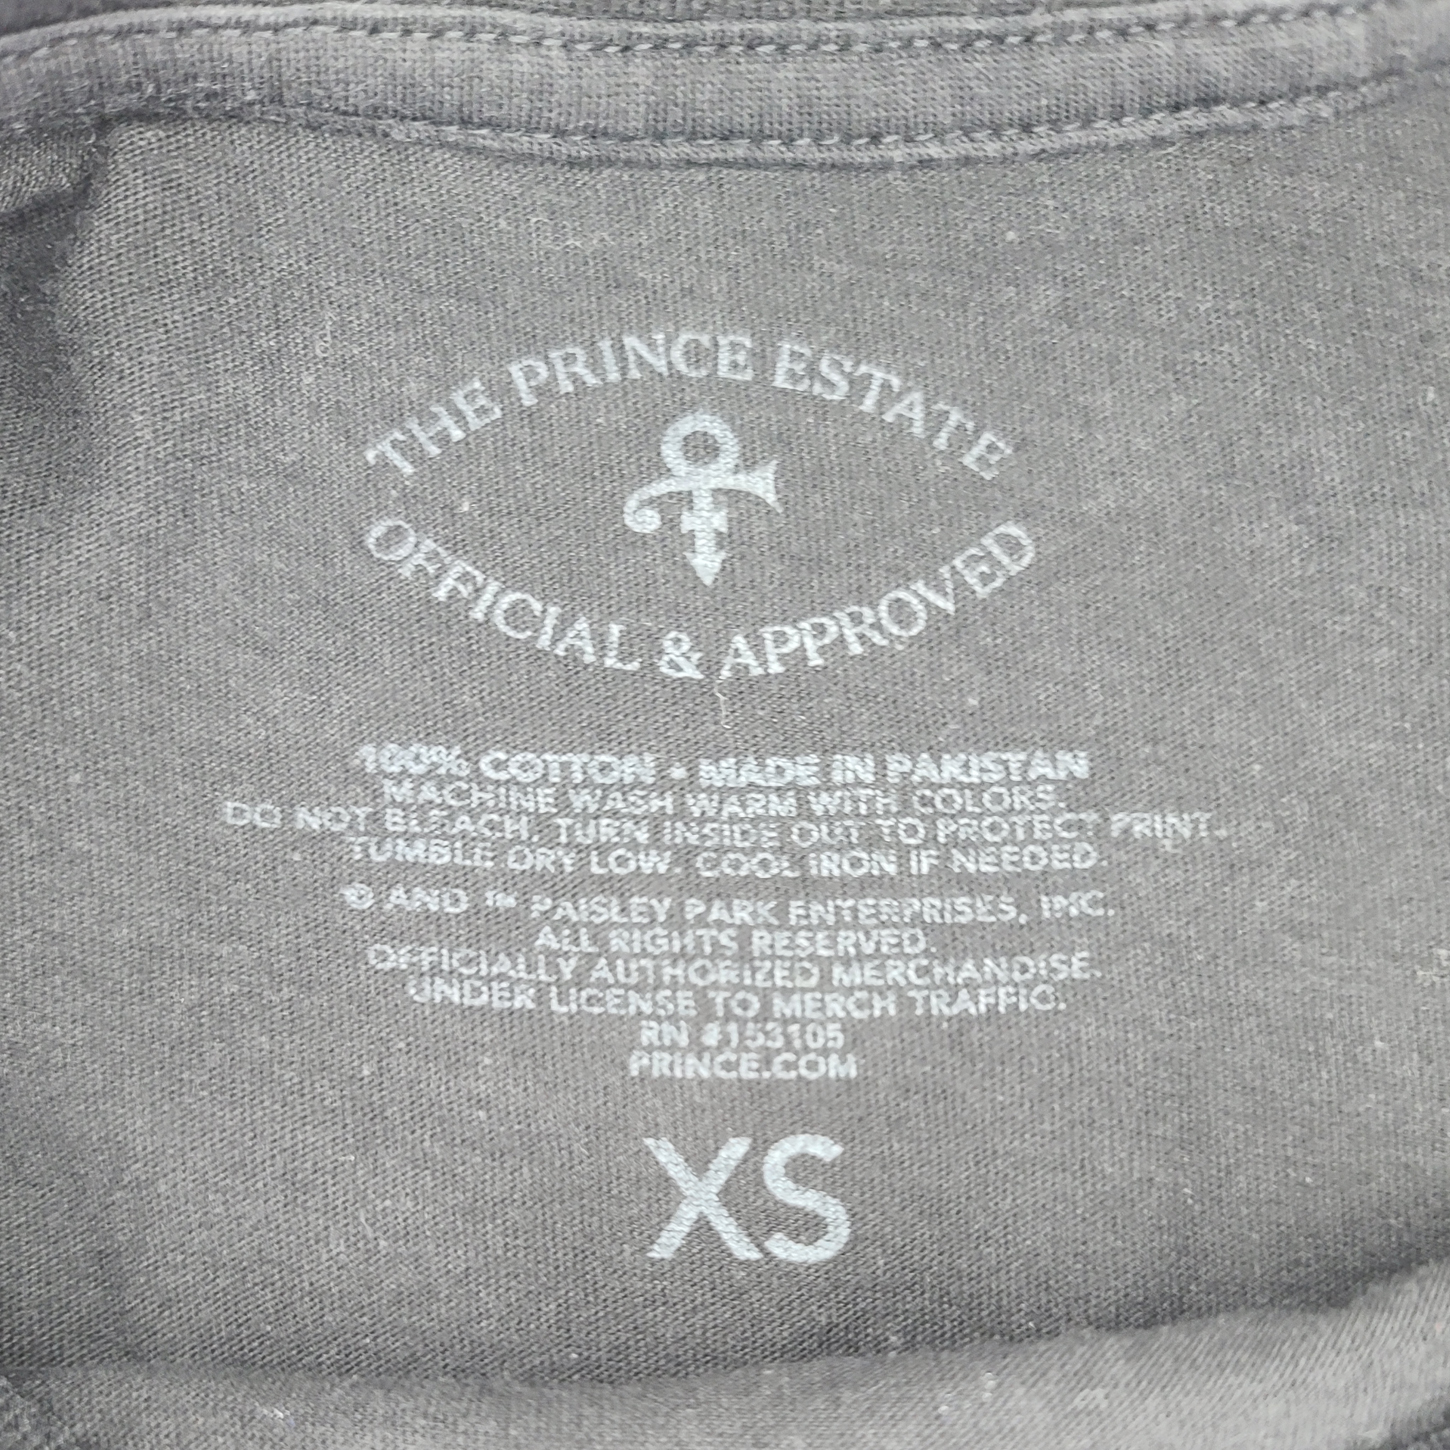 THE PRINCE ESTATE
OFFICIAL & APPROVED
100% COTTON • MADE IN PAKISTAN
MACHINE WASH WARM WITH COLORS.
DO NOT BLEACH. TURN INSIDE OUT TO PROTECT PRINT.
TUMBLE DRY LOW. COOL IRON IF NEEDED.
® AND ™ PAISLEY PARK ENTERPRISES, INC.
ALL RIGHTS RESERVED.
OFFICIALLY AUTHORIZED MERCHANDISE.
UNDER LICENSE TO MERCH TRAFFIC.
RN #153105
PRINCE.COM
XS